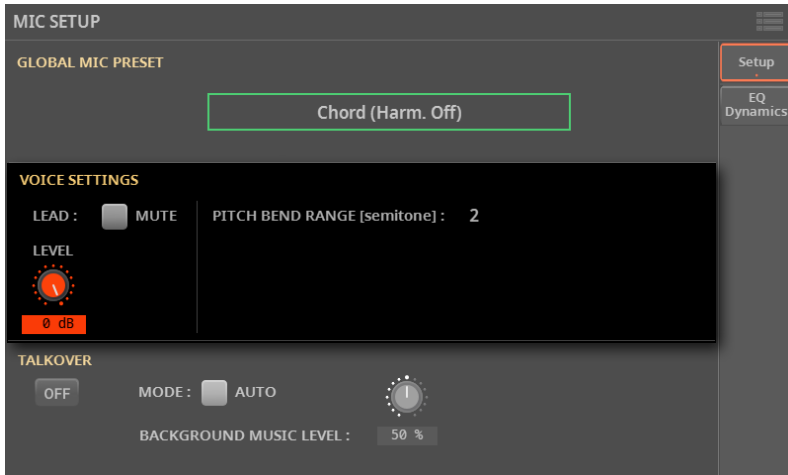 MIC SETUP
GLOBAL MIC PRESET
Setup
Chord (Harm. Off)
EQ
Dynamics
VOICE SETTINGS
LEAD : MUTE PITCH BEND RANGE [semitone] : 2
LEVEL
0 dB
TALKOVER
OFF MODE : AUTO
BACKGROUND MUSIC LEVEL : 50 %